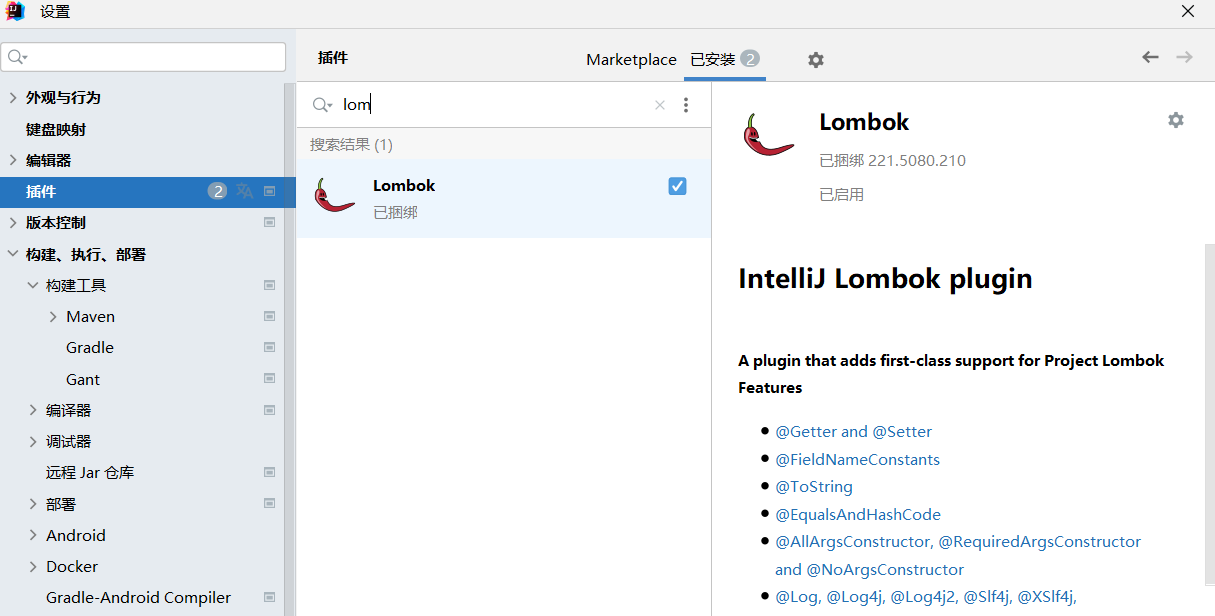 设置
插件
Marketplace
已安装 2
外观与行为
键盘映射
编辑器
插件 2
版本控制
构建、执行、部署
构建工具
Maven
Gradle
Gant
编译器
调试器
远程 Jar 仓库
部署
Android
Docker
Gradle-Android Compiler
lom
搜索结果 (1)
Lombok
已捆绑
Lombok
已捆绑 221.5080.210
已启用
IntelliJ Lombok plugin
A plugin that adds first-class support for Project Lombok
Features
@Getter and @Setter
@FieldNameConstants
@ToString
@EqualsAndHashCode
@AllArgsConstructor, @RequiredArgsConstructor
and @NoArgsConstructor
@Log, @Log4j, @Log4j2, @Slf4j, @XSlf4j,